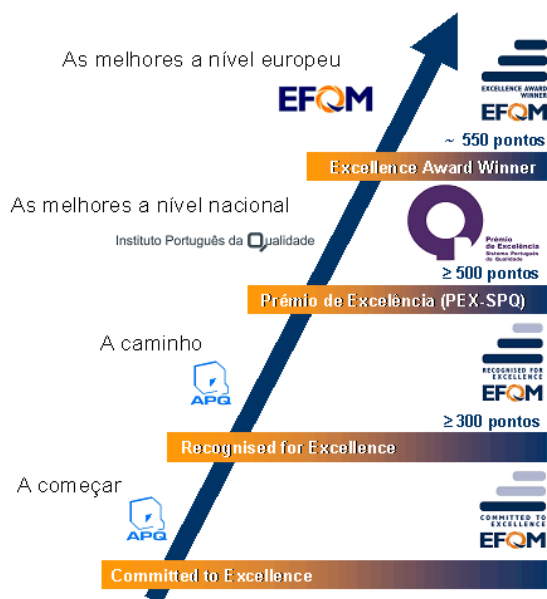 As melhores a nível europeu
EFQM
EXCELLENCE AWARD
WINNER
EFQM
~ 550 pontos
Excellence Award Winner
As melhores a nível nacional
Instituto Português da Qualidade
Prémio
de Excelência
Sistema Português
da Qualidade
≥ 500 pontos
Prémio de Excelência (PEX-SPQ)
A caminho
APQ
RECOGNISED FOR
EXCELLENCE
EFQM
≥ 300 pontos
Recognised for Excellence
A começar
APQ
COMMITTED TO
EXCELLENCE
EFQM
Committed to Excellence